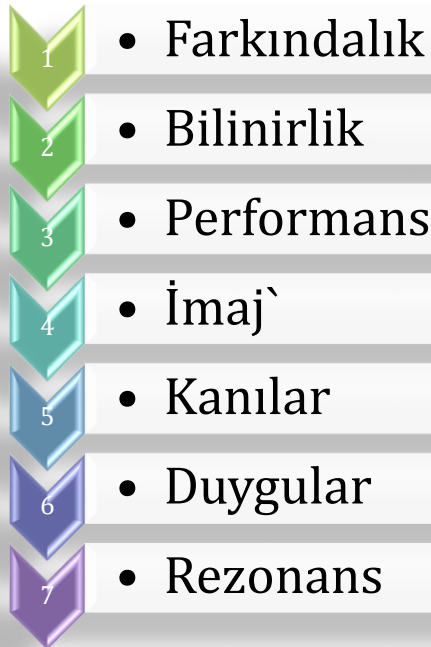 1 • Farkındalık
2 • Bilinirlik
3 • Performans
4 • İmaj`
5 • Kanılar
6 • Duygular
7 • Rezonans